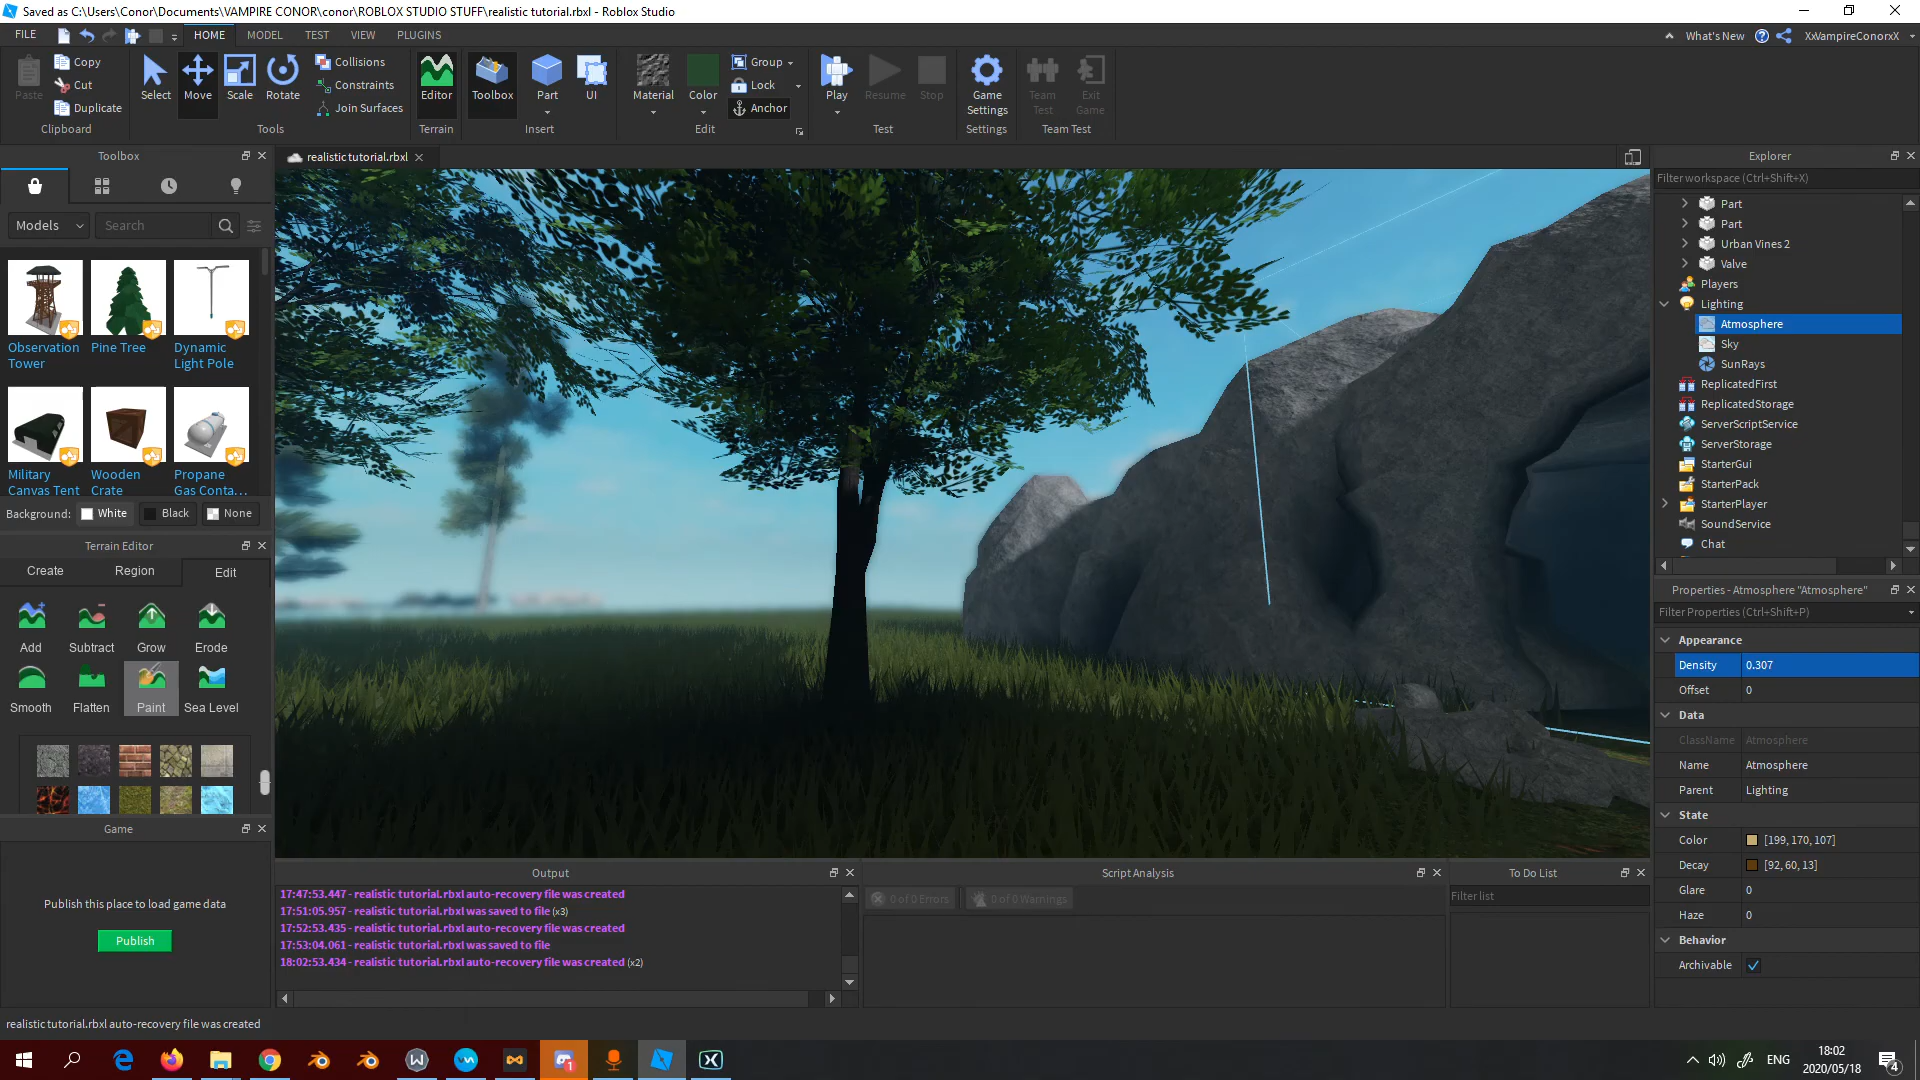 Saved as C:\Users\Conor\Documents\VAMPIRE CONOR\conor\ROBLOX STUDIO STUFF\realistic tutorial.rbxl - Roblox Studio
FILE
HOME
MODEL
TEST
VIEW
PLUGINS
What's New
XxVampireConorxX
Paste
Copy
Cut
Duplicate
Clipboard
Select
Move
Scale
Rotate
Collisions
Constraints
Join Surfaces
Tools
Editor
Terrain
Toolbox
Part
UI
Insert
Material
Color
Group
Lock
Anchor
Edit
Play
Resume
Stop
Test
Game Settings
Settings
Team Test
Exit Game
Team Test
Toolbox
Models
Search
Observation Tower
Pine Tree
Dynamic Light Pole
Military Canvas Tent
Wooden Crate
Propane Gas Conta...
Background:
White
Black
None
Terrain Editor
Create
Region
Edit
Add
Subtract
Grow
Erode
Smooth
Flatten
Paint
Sea Level
Game
Publish this place to load game data
Publish
realistic tutorial.rbxl auto-recovery file was created
realistic tutorial.rbxl
Output
17:47:53.447 - realistic tutorial.rbxl auto-recovery file was created
17:51:05.957 - realistic tutorial.rbxl was saved to file (x3)
17:52:53.435 - realistic tutorial.rbxl auto-recovery file was created
17:53:04.061 - realistic tutorial.rbxl was saved to file
18:02:53.434 - realistic tutorial.rbxl auto-recovery file was created (x2)
Script Analysis
0 of 0 Errors
0 of 0 Warnings
To Do List
Filter list
Explorer
Filter workspace (Ctrl+Shift+X)
Part
Part
Urban Vines 2
Valve
Players
Lighting
Atmosphere
Sky
SunRays
ReplicatedFirst
ReplicatedStorage
ServerScriptService
ServerStorage
StarterGui
StarterPack
StarterPlayer
SoundService
Chat
Properties - Atmosphere "Atmosphere"
Filter Properties (Ctrl+Shift+P)
Appearance
Density 0.307
Offset 0
Data
ClassName Atmosphere
Name Atmosphere
Parent Lighting
State
Color [199, 170, 107]
Decay [92, 60, 13]
Glare 0
Haze 0
Behavior
Archivable
1
ENG
18:02
2020/05/18
4